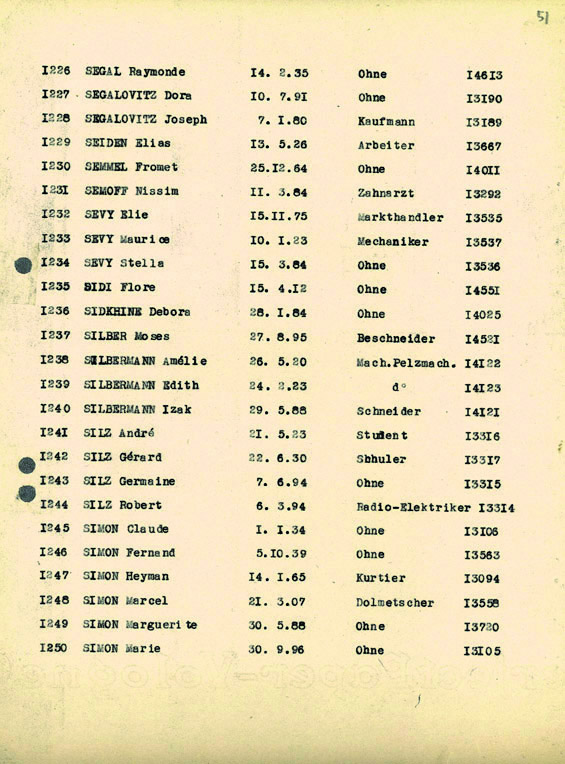 51
I226 SEGAL Raymonde 14. 2.35 Ohne I46I3
I227 SEGALOVITZ Dora IO. 7.9I Ohne I3I90
I228 SEGALOVITZ Joseph 7. I.80 Kaufmann I3I89
I229 SEIDEN Elias I3. 5.26 Arbeiter I3667
I230 SEMMEL Fromet 25.I2.64 Ohne I40II
I23I SEMOFF Nissim II. 3.84 Zahnarzt I3292
I232 SEVY Elie I5.II.75 Markthandler I3535
I233 SEVY Maurice IO. I.23 Mechaniker I3537
I234 SEVY Stella I5. 3.84 Ohne I3536
I235 SIDI Flore I5. 4.I2 Ohne I455I
I236 SIDKHINE Debora 28. I.84 Ohne I4025
I237 SILBER Moses 27. 8.95 Beschneider I452I
I238 SILBERMANN Amélie 26. 5.20 Mach.Pelzmach. I4I22
I239 SILBERMANN Edith 24. 2.23 d° I4I23
I240 SILBERMANN Izak 29. 5.88 Schneider I4I2I
I24I SILZ André 2I. 5.23 Student I33I6
I242 SILZ Gérard 22. 6.30 Sbhuler I33I7
I243 SILZ Germaine 7. 6.94 Ohne I33I5
I244 SILZ Robert 6. 3.94 Radio-Elektriker I33I4
I245 SIMON Claude I. I.34 Ohne I3I06
I246 SIMON Fernand 5.IO.39 Ohne I3563
I247 SIMON Heyman I4. I.65 Kurtier I3094
I248 SIMON Marcel 2I. 3.07 Dolmetscher I3558
I249 SIMON Marguerite 30. 5.88 Ohne I3720
I250 SIMON Marie 30. 9.96 Ohne I3I05